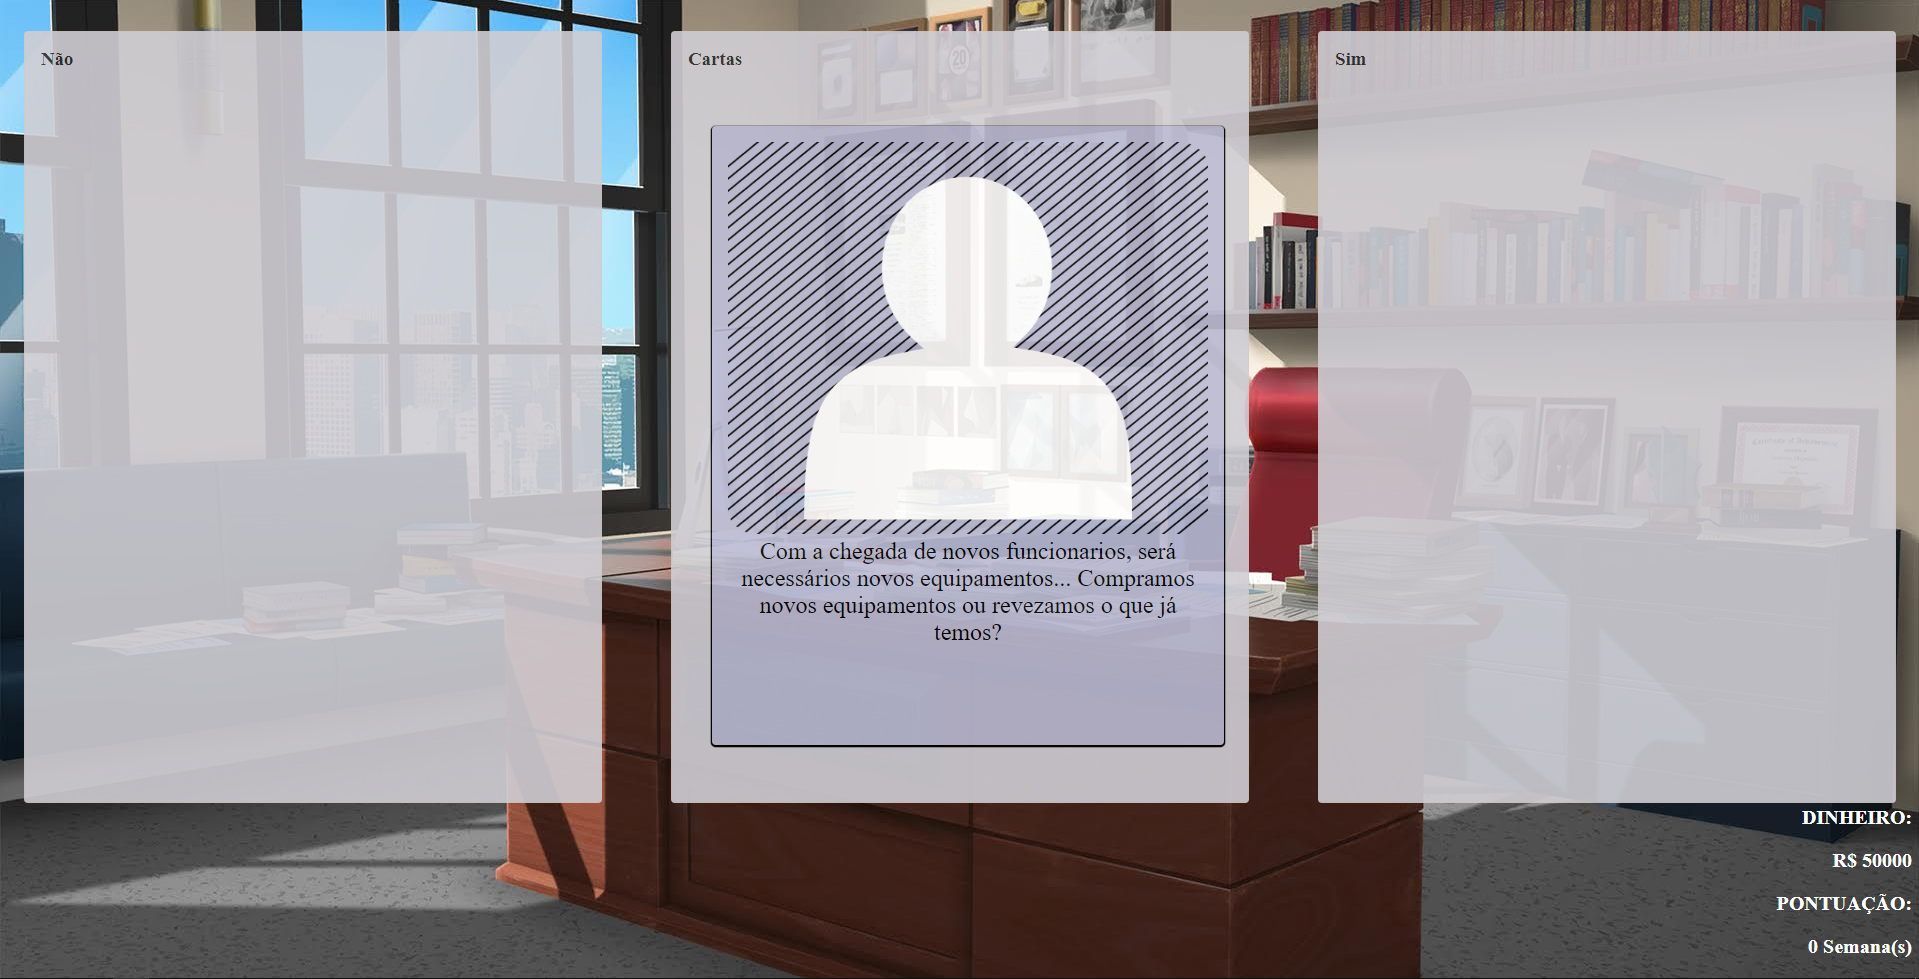 Não
Cartas
Sim
20
Com a chegada de novos funcionarios, será
necessários novos equipamentos... Compramos
novos equipamentos ou revezamos o que já
temos?
DINHEIRO:
R$ 50000
PONTUAÇÃO:
0 Semana(s)